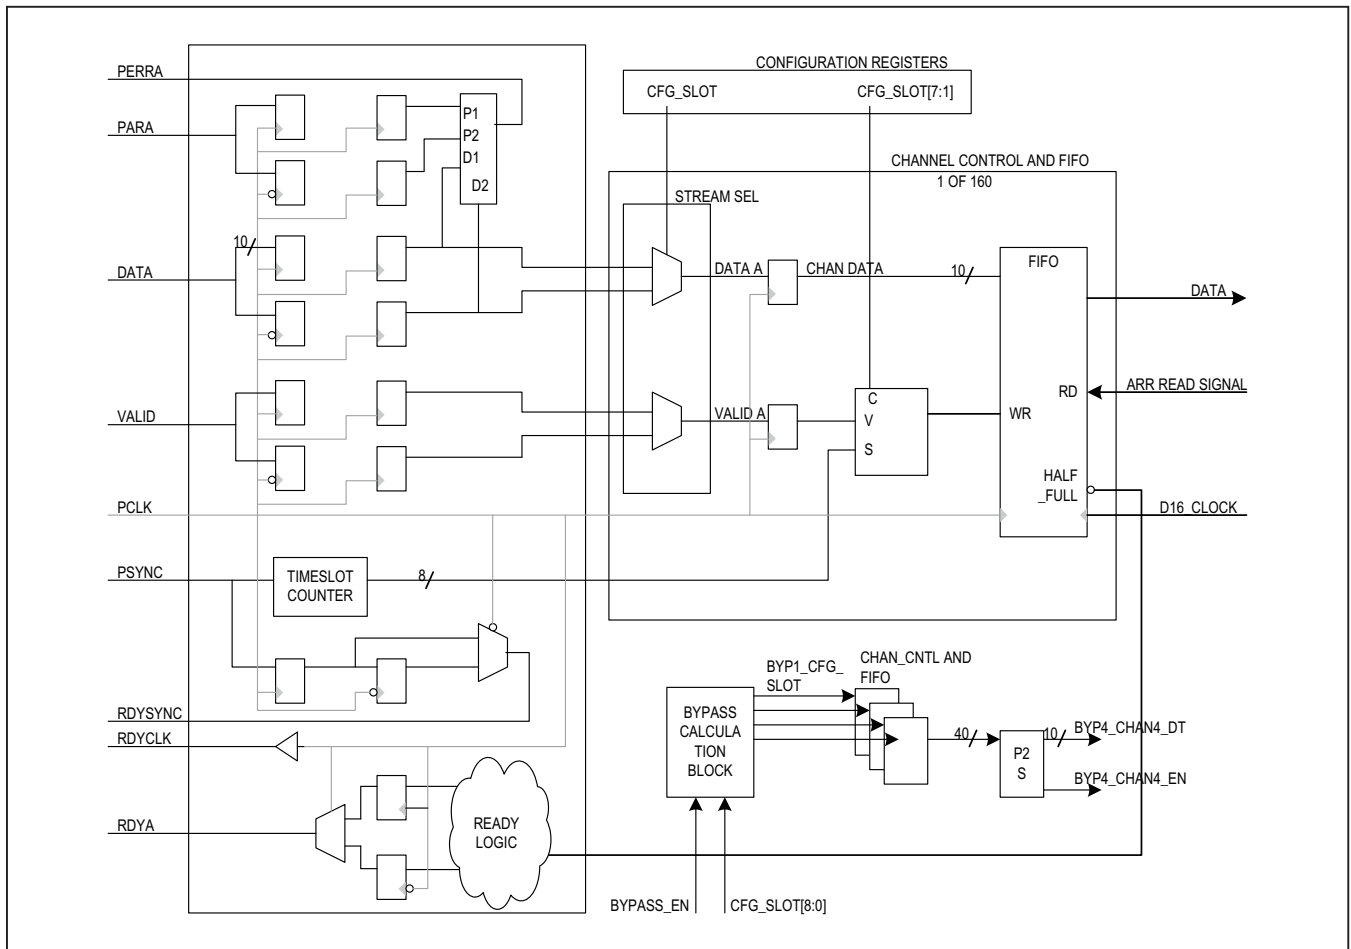 PERRA
CONFIGURATION REGISTERS
CFG_SLOT
CFG_SLOT[7:1]
PARA
P1
P2
D1
D2
CHANNEL CONTROL AND FIFO
1 OF 160
STREAM SEL
10
DATA
DATA A
CHAN DATA
10
FIFO
DATA
RD
ARR READ SIGNAL
VALID
VALID A
C
V
S
WR
HALF
_FULL
PCLK
D16_CLOCK
PSYNC
TIMESLOT
COUNTER
8
RDYSYNC
RDYCLK
BYP1_CFG_
SLOT
CHAN_CNTL AND
FIFO
BYPASS
CALCULA
TION
BLOCK
40
P2
S
10
BYP4_CHAN4_DT
BYP4_CHAN4_EN
RDYA
READY
LOGIC
BYPASS_EN
CFG_SLOT[8:0]